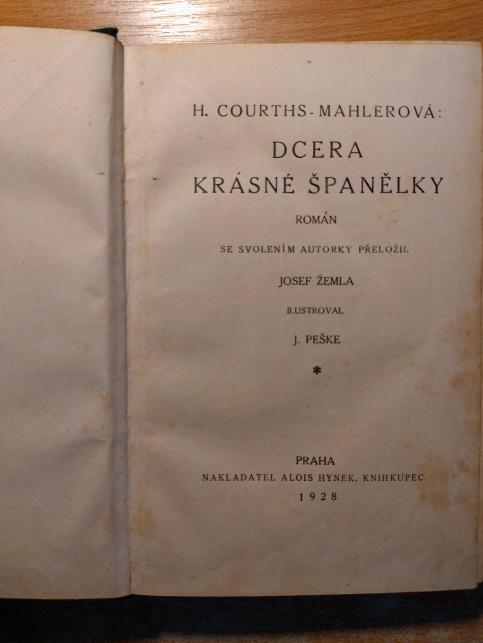 H. COURTHS-MAHLEROVÁ:
DCERA
KRÁSNÉ ŠPANĚLKY
ROMÁN
SE SVOLENÍM AUTORKY PŘELOŽIL
JOSEF ŽEMLA
ILUSTROVAL
J. PEŠKE
*
PRAHA
NAKLADATEL ALOIS HYNEK, KNIHKUPEC
1928